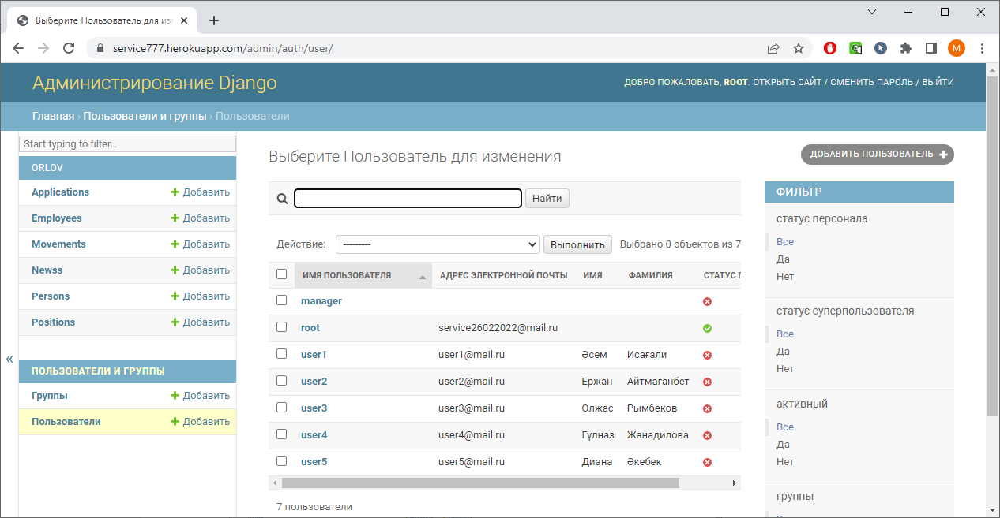 Выберите Пользователь для из
service777.herokuapp.com/admin/auth/user/
M
Администрирование Django
ДОБРО ПОЖАЛОВАТЬ, ROOT. ОТКРЫТЬ САЙТ / СМЕНИТЬ ПАРОЛЬ / ВЫЙТИ
Главная › Пользователи и группы › Пользователи
Start typing to filter...
ORLOV
Applications Добавить
Employees Добавить
Movements Добавить
Newss Добавить
Persons Добавить
Positions Добавить
«
ПОЛЬЗОВАТЕЛИ И ГРУППЫ
Группы Добавить
Пользователи Добавить
Выберите Пользователь для изменения
ДОБАВИТЬ ПОЛЬЗОВАТЕЛЬ
Найти
Действие: --------- Выполнить Выбрано 0 объектов из 7
ИМЯ ПОЛЬЗОВАТЕЛЯ АДРЕС ЭЛЕКТРОННОЙ ПОЧТЫ ИМЯ ФАМИЛИЯ СТАТУС П
manager
root service26022022@mail.ru
user1 user1@mail.ru Әсем Исағали
user2 user2@mail.ru Ержан Айтмағанбет
user3 user3@mail.ru Олжас Рымбеков
user4 user4@mail.ru Гүлназ Жанадилова
user5 user5@mail.ru Диана Әкебек
7 пользователи
ФИЛЬТР
статус персонала
Все
Да
Нет
статус суперпользователя
Все
Да
Нет
активный
Все
Да
Нет
группы